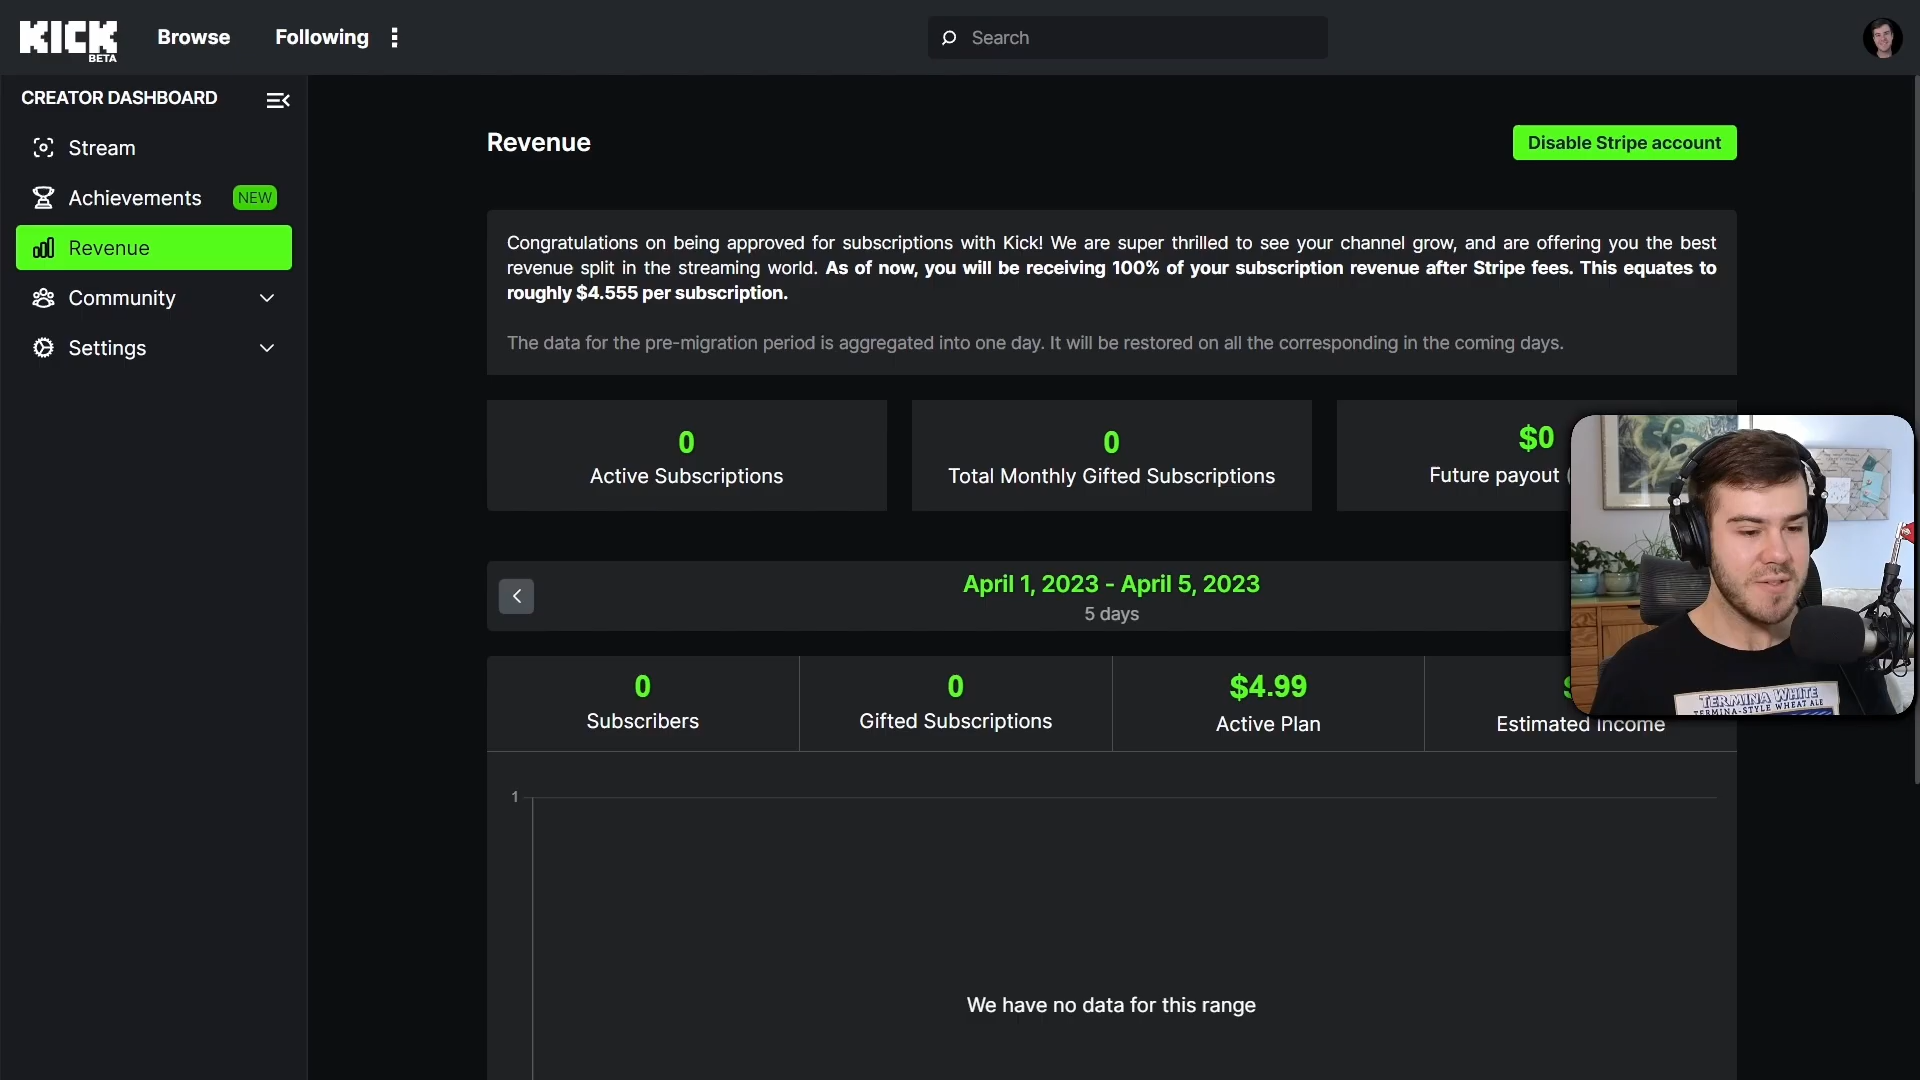 KICK
BETA
Browse
Following
Search
CREATOR DASHBOARD
Stream
Achievements
NEW
Revenue
Community
Settings
Revenue
Disable Stripe account
Congratulations on being approved for subscriptions with Kick! We are super thrilled to see your channel grow, and are offering you the best
revenue split in the streaming world. As of now, you will be receiving 100% of your subscription revenue after Stripe fees. This equates to
roughly $4.555 per subscription.
The data for the pre-migration period is aggregated into one day. It will be restored on all the corresponding in the coming days.
0
Active Subscriptions
0
Total Monthly Gifted Subscriptions
$0
Future payout (
April 1, 2023 - April 5, 2023
5 days
0
Subscribers
0
Gifted Subscriptions
$4.99
Active Plan
Estimated Income
TERMINA WHITE
TERMINA-STYLE WHEAT ALE
1
We have no data for this range